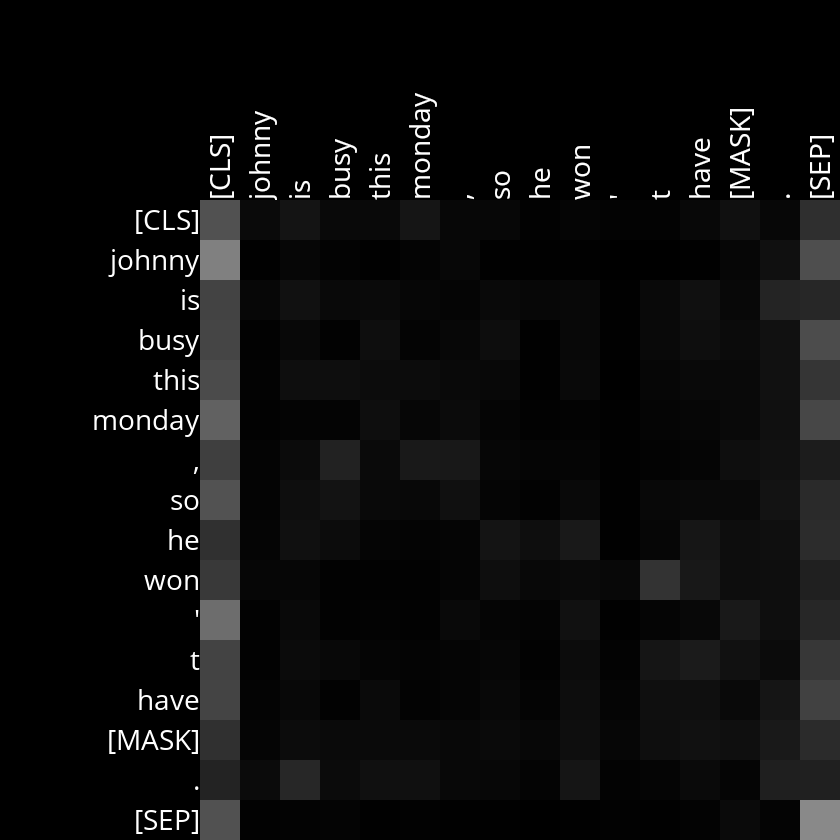 [CLS] johnny is busy this monday , so he won ' t have [MASK] . [SEP]
[CLS]
johnny
is
busy
this
monday
,
so
he
won
'
t
have
[MASK]
.
[SEP]